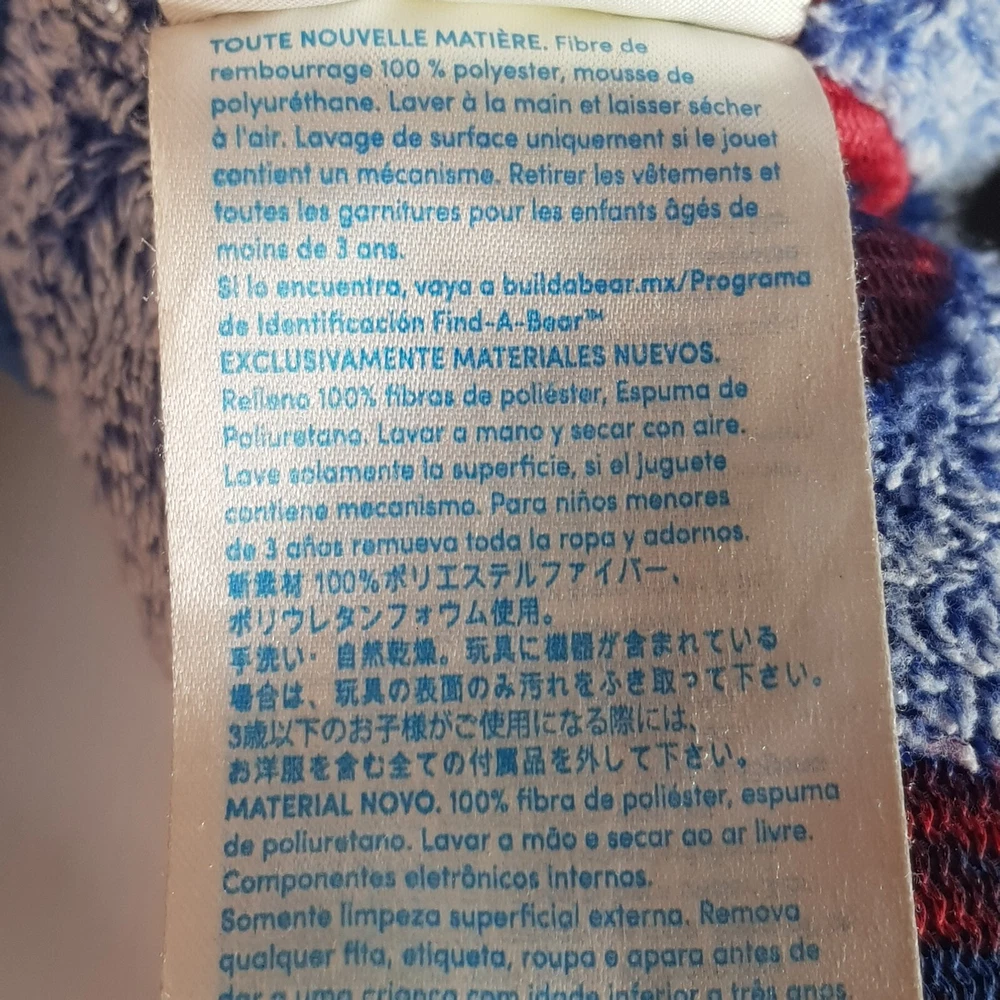 TOUTE NOUVELLE MATIÈRE. Fibre de
rembourrage 100 % polyester, mousse de
polyuréthane. Laver à la main et laisser sécher
à l'air. Lavage de surface uniquement si le jouet
contient un mécanisme. Retirer les vêtements et
toutes les garnitures pour les enfants âgés de
moins de 3 ans.
Si lo encuentra, vaya a buildabear.mx/Programa
de Identificación Find-A-Bear™
EXCLUSIVAMENTE MATERIALES NUEVOS.
Relleno 100% fibras de poliéster, Espuma de
Poliuretano. Lavar a mano y secar con aire.
Lave solamente la superficie, si el juguete
contiene mecanismo. Para niños menores
de 3 años remueva toda la ropa y adornos.
新素材 100%ポリエステルファイバー、
ポリウレタンフォウム使用。
手洗い・自然乾燥。玩具に機器が含まれている
場合は、玩具の表面のみ汚れをふき取って下さい。
3歳以下のお子様がご使用になる際には、
お洋服を含む全ての付属品を外して下さい。
MATERIAL NOVO. 100% fibra de poliéster, espuma
de poliuretano. Lavar a mão e secar ao ar livre.
Componentes eletrônicos internos.
Somente limpeza superficial externa. Remova
qualquer fita, etiqueta, roupa e apara antes de
dar a uma criança com idade inferior a três anos